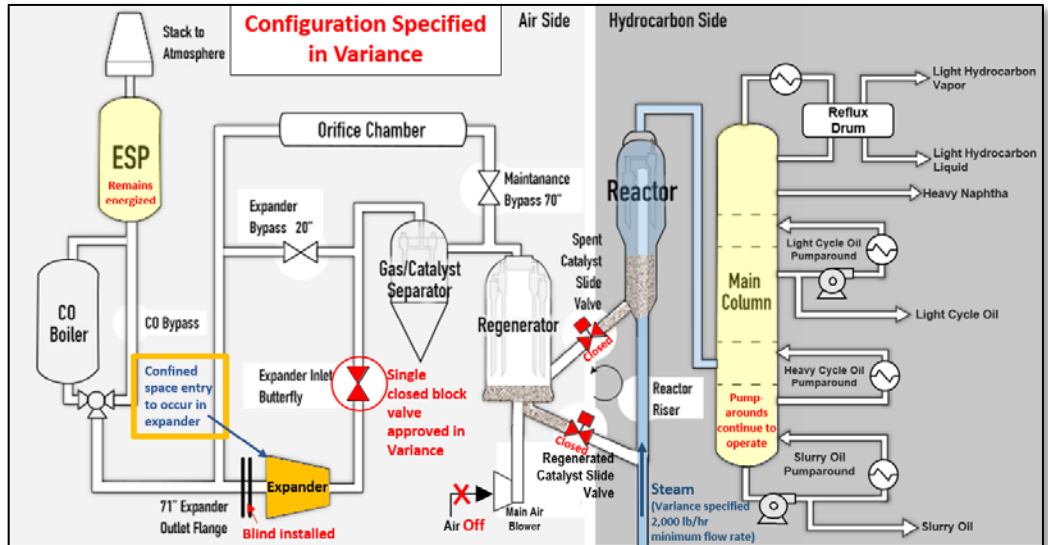 Configuration Specified
in Variance
Air Side
Hydrocarbon Side
Stack to
Atmosphere
ESP
Remains
energized
Orifice Chamber
Maintanance
Bypass 70"
Expander
Bypass 20"
Gas/Catalyst
Separator
CO
Boiler
CO Bypass
Confined
space entry
to occur in
expander
Expander Inlet
Butterfly
Single
closed block
valve
approved in
Variance
71" Expander
Outlet Flange
Blind installed
Expander
Regenerator
Air Off
Main Air
Blower
Reactor
Spent
Catalyst
Slide
Valve
Closed
Closed
Regenerated
Catalyst Slide
Valve
Reactor
Riser
Steam
(Variance specified
2,000 lb/hr
minimum flow rate)
Main
Column
Pump-
arounds
continue to
operate
Reflux
Drum
Light Hydrocarbon
Vapor
Light Hydrocarbon
Liquid
Heavy Naphtha
Light Cycle Oil
Pumparound
Light Cycle Oil
Heavy Cycle Oil
Pumparound
Slurry Oil
Pumparound
Slurry Oil